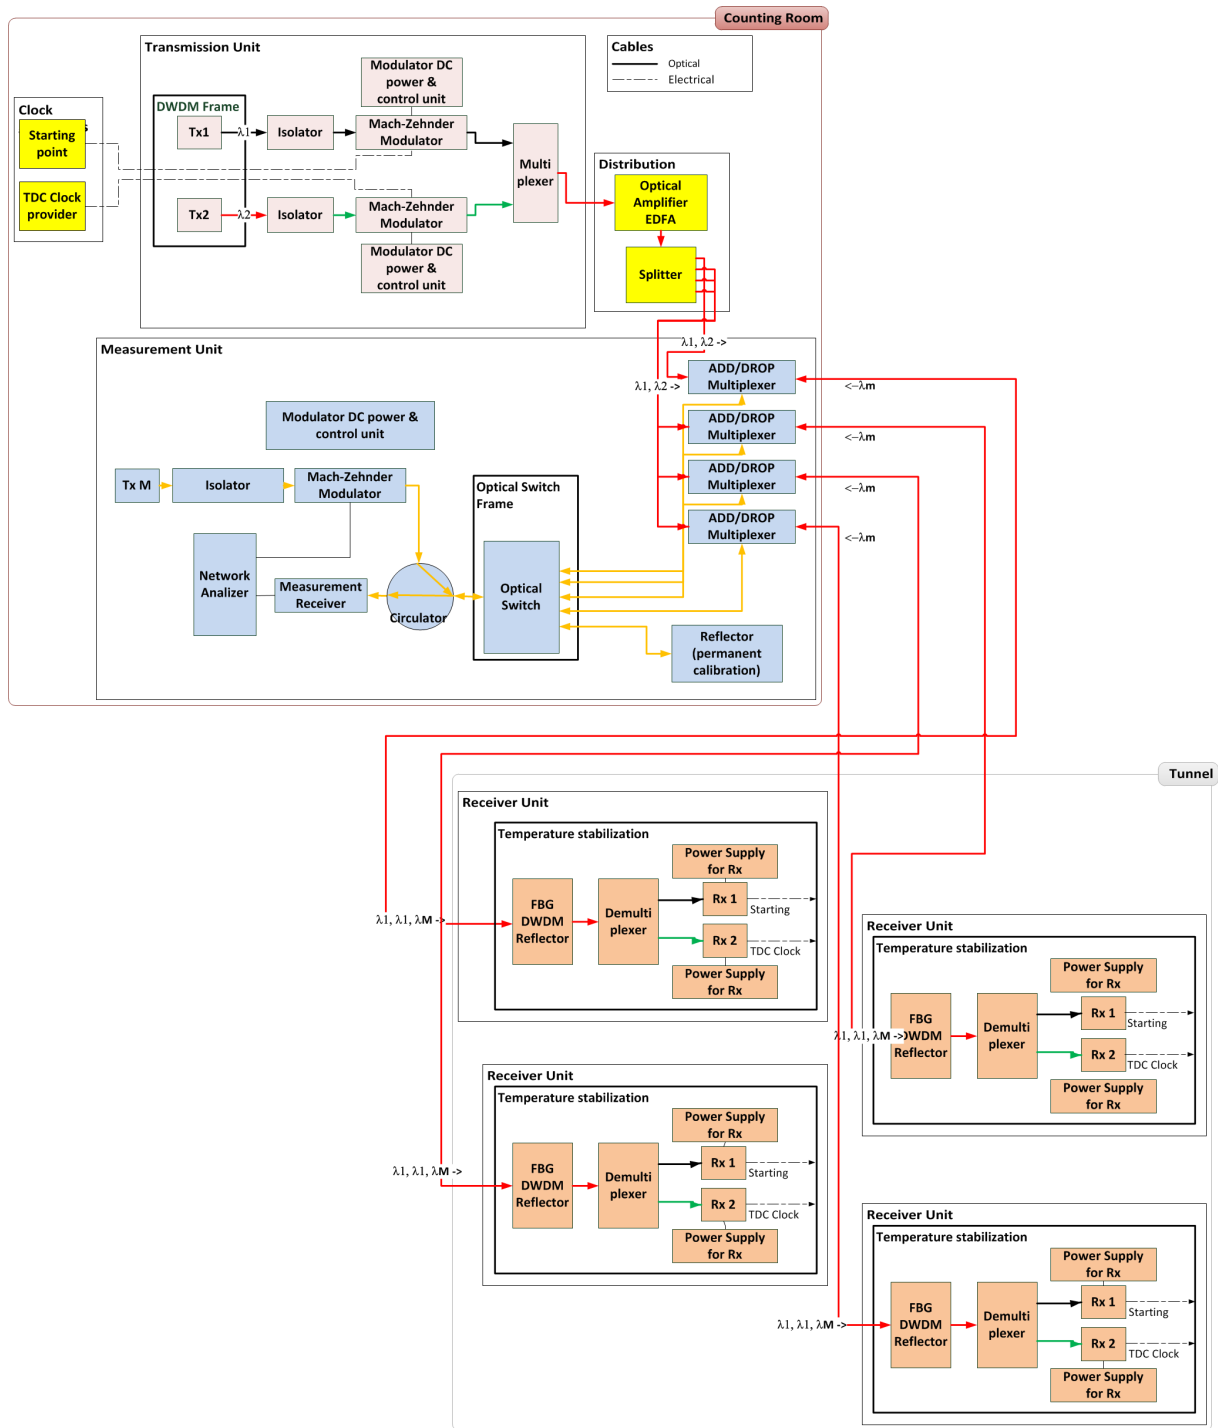 Counting Room
Transmission Unit
Cables
Optical
Electrical
Modulator DC
power &
control unit
Clock
s
Starting
point
TDC Clock
provider
DWDM Frame
Tx1
λ1
Isolator
Mach-Zehnder
Modulator
Multi
plexer
Tx2
λ2
Isolator
Mach-Zehnder
Modulator
Modulator DC
power &
control unit
Distribution
Optical
Amplifier
EDFA
Splitter
λ1, λ2 ->
λ1, λ2 ->
Measurement Unit
ADD/DROP
Multiplexer
<−λm
ADD/DROP
Multiplexer
<−λm
ADD/DROP
Multiplexer
<−λm
ADD/DROP
Multiplexer
<−λm
Modulator DC power &
control unit
Tx M
Isolator
Mach-Zehnder
Modulator
Optical Switch
Frame
Network
Analizer
Measurement
Receiver
Circulator
Optical
Switch
Reflector
(permanent
calibration)
Tunnel
Receiver Unit
Temperature stabilization
Power Supply
for Rx
λ1, λ1, λM ->
FBG
DWDM
Reflector
Demulti
plexer
Rx 1
Starting
Rx 2
TDC Clock
Power Supply
for Rx
Receiver Unit
Temperature stabilization
Power Supply
for Rx
λ1, λ1, λM ->
FBG
DWDM
Reflector
Demulti
plexer
Rx 1
Starting
Rx 2
TDC Clock
Power Supply
for Rx
Receiver Unit
Temperature stabilization
Power Supply
for Rx
λ1, λ1, λM ->
FBG
DWDM
Reflector
Demulti
plexer
Rx 1
Starting
Rx 2
TDC Clock
Power Supply
for Rx
Receiver Unit
Temperature stabilization
Power Supply
for Rx
λ1, λ1, λM ->
FBG
DWDM
Reflector
Demulti
plexer
Rx 1
Starting
Rx 2
TDC Clock
Power Supply
for Rx